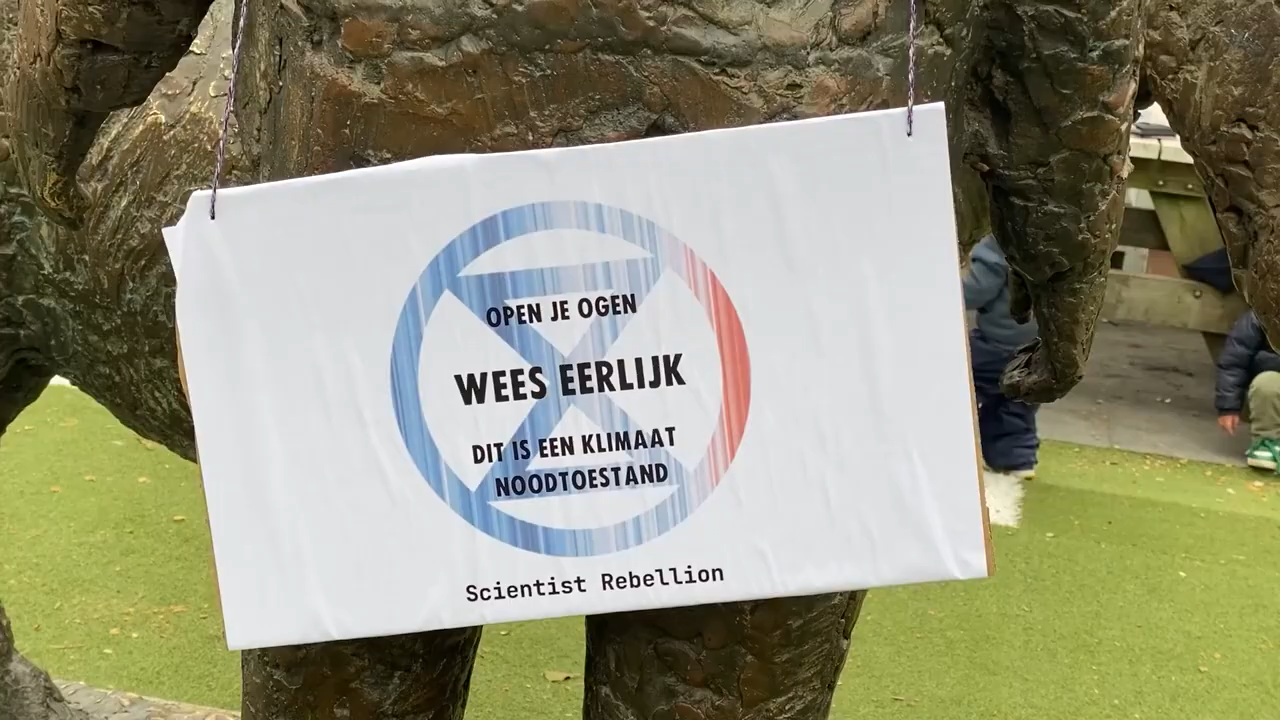 OPEN JE OGEN
WEES EERLIJK
DIT IS EEN KLIMAAT
NOODTOESTAND
Scientist Rebellion